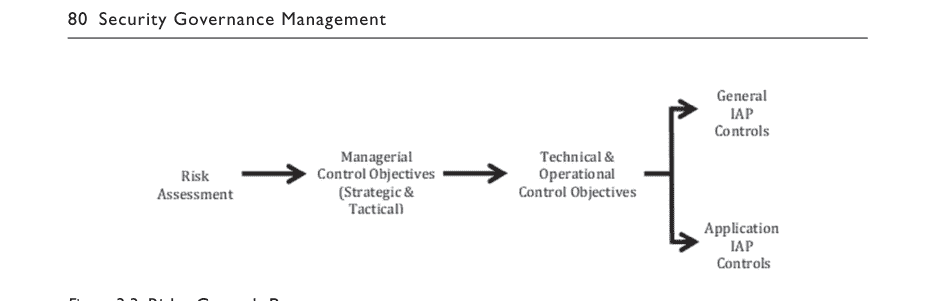 80 Security Governance Management
General
IAP
Controls
Managerial
Control Objectives
(Strategic &
Tactical)
Technical &
Operational
Control Objectives
Risk
Assessment
Application
IAP
Controls